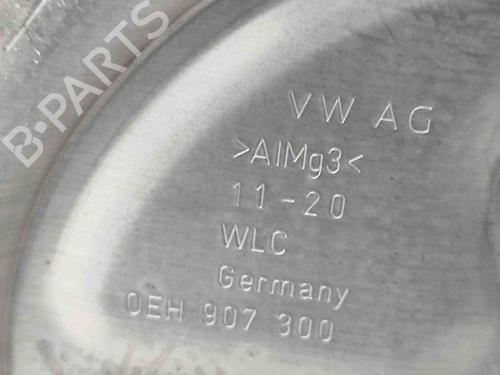 B-PARTS
VW AG
>AlMg3<
11-20
WLC
Germany
0EH 907 300